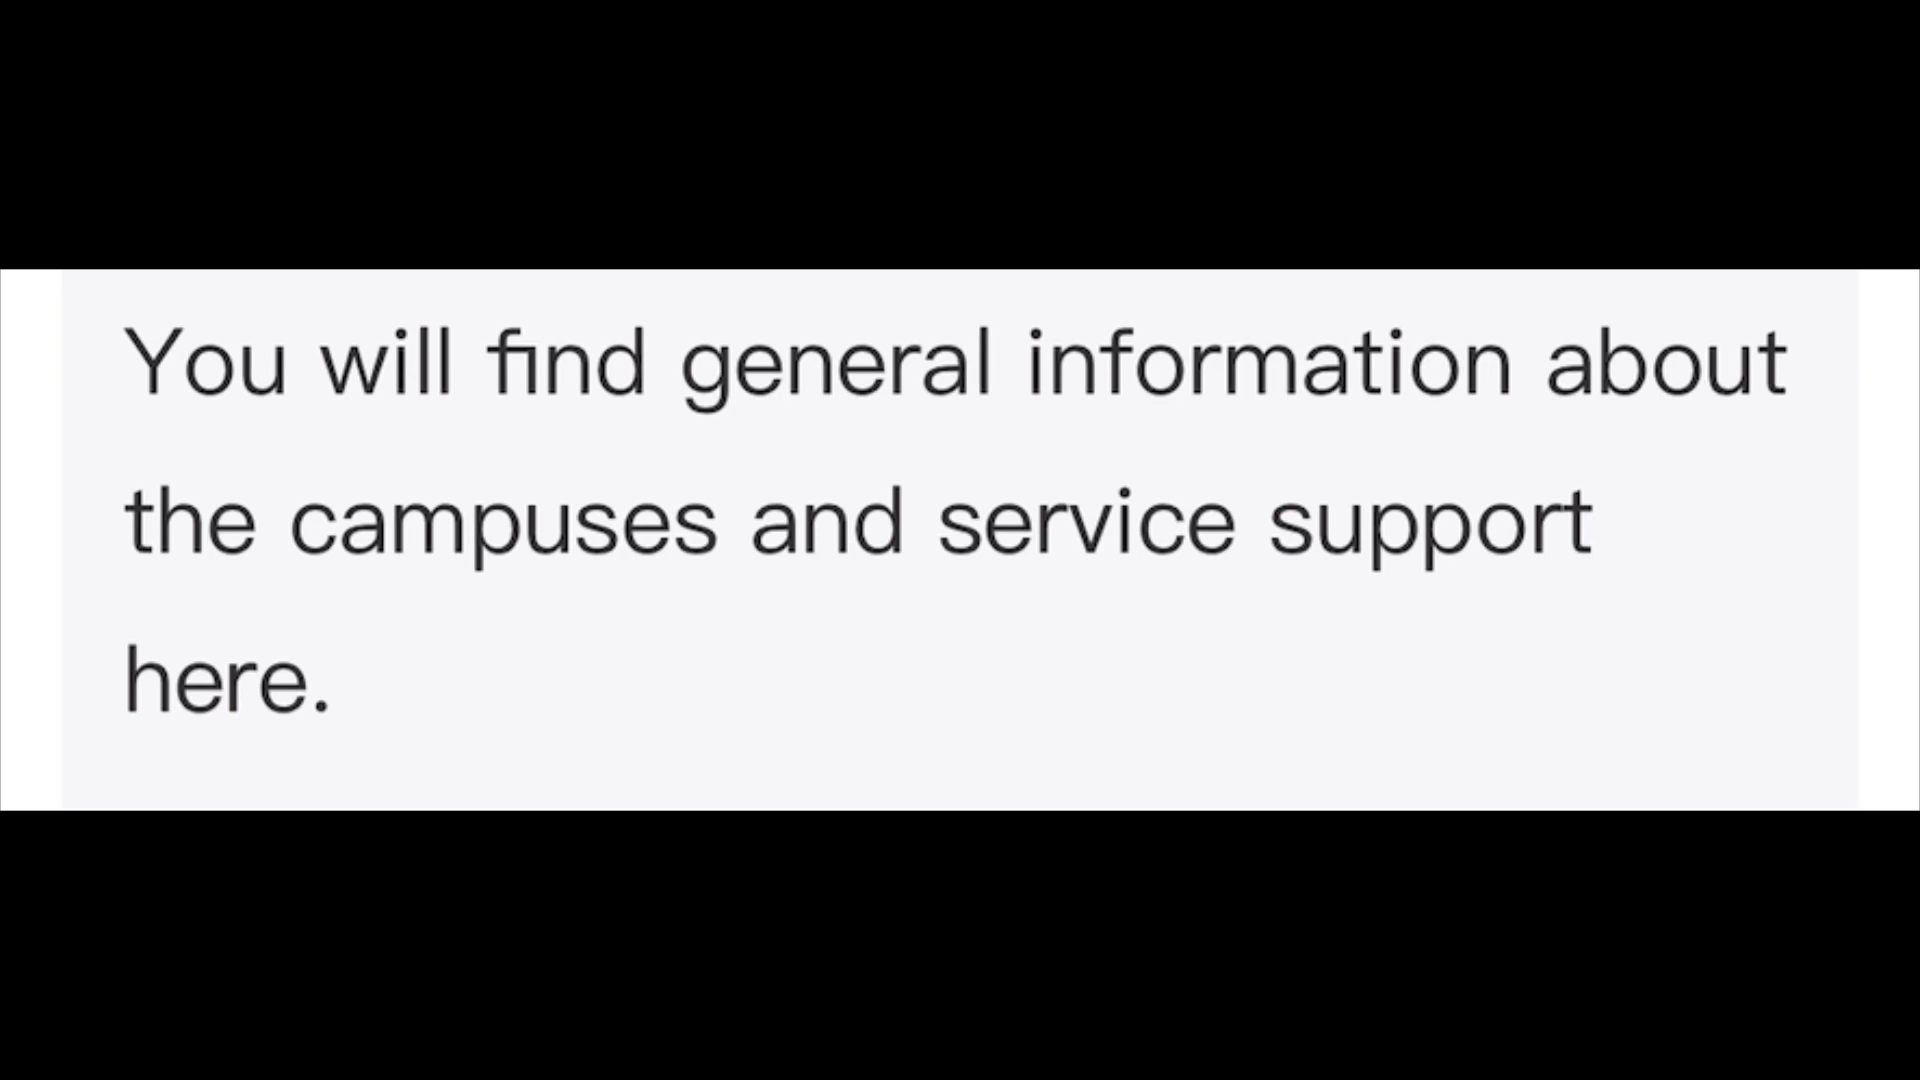 You will find general information about
the campuses and service support
here.